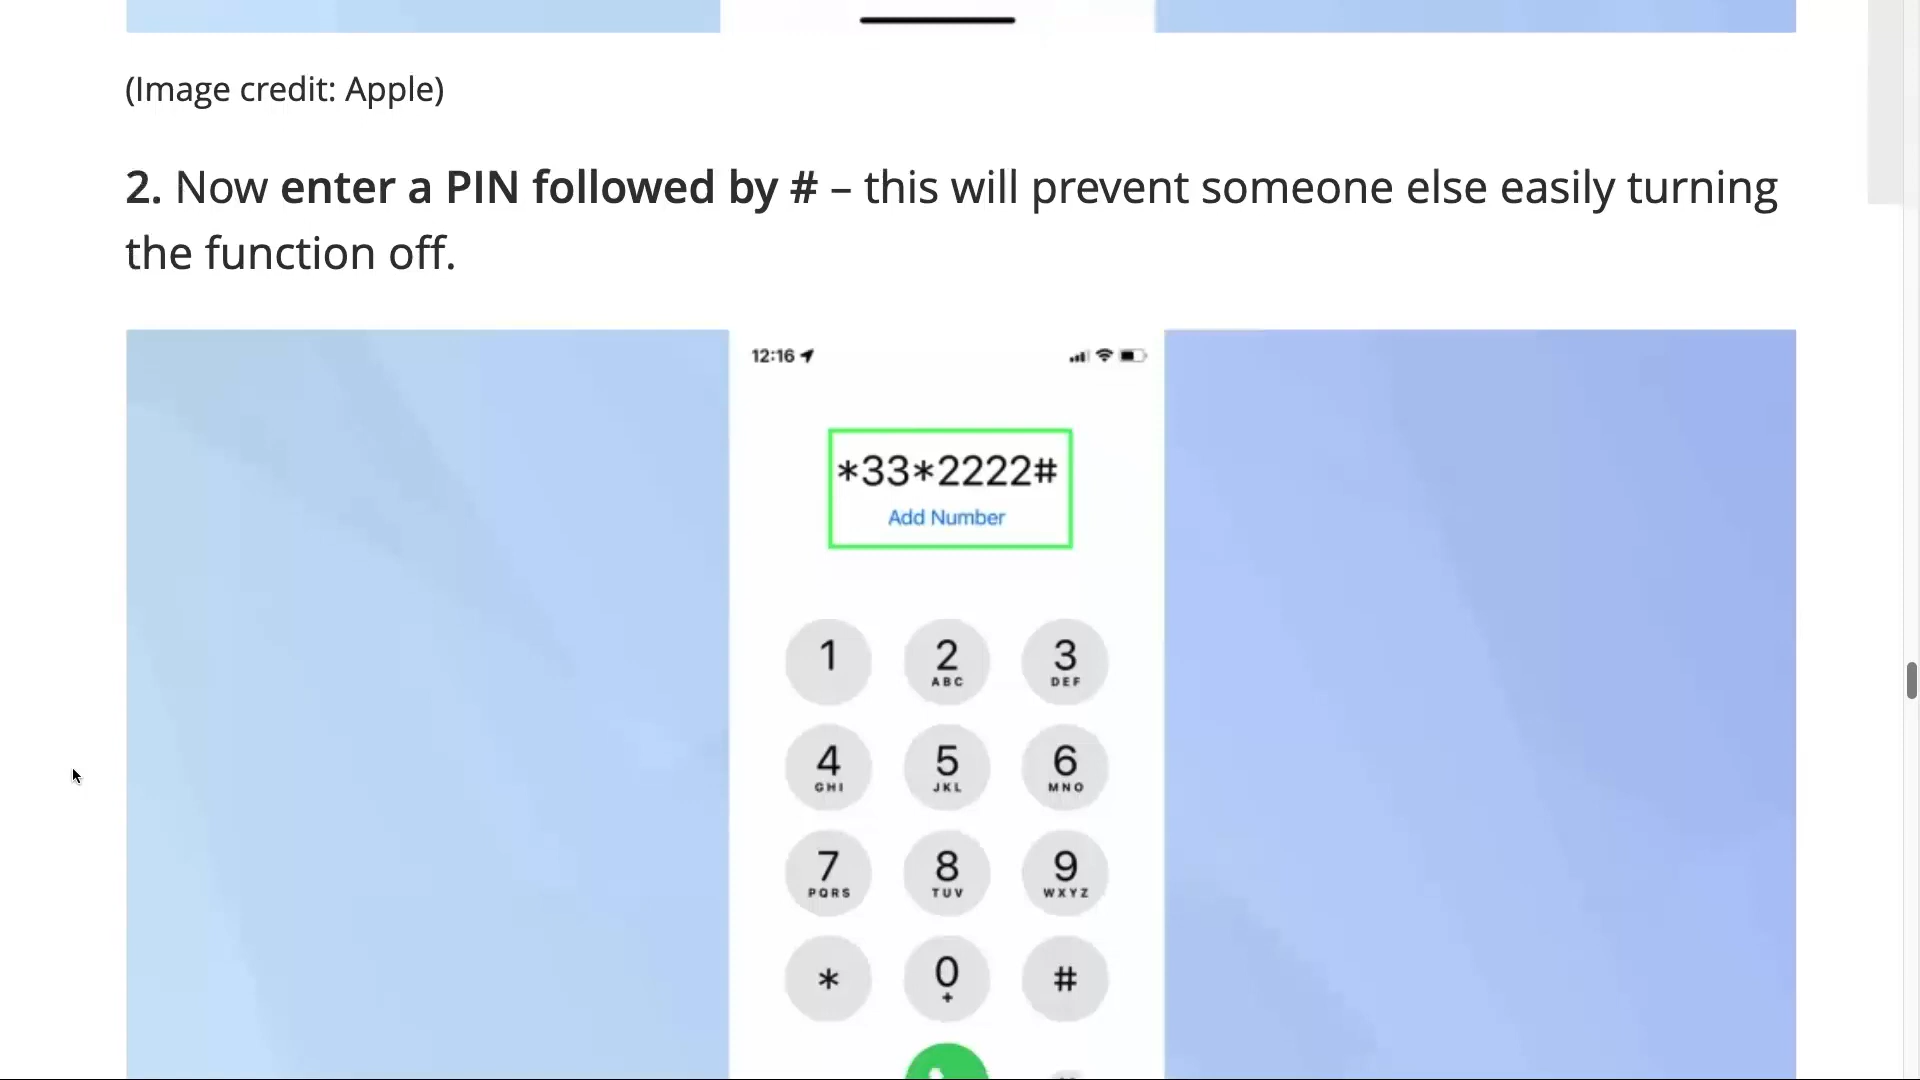 (Image credit: Apple)
2. Now enter a PIN followed by # – this will prevent someone else easily turning
the function off.
12:16
*33*2222#
Add Number
1 2 3
ABC DEF
4 5 6
GHI JKL MNO
7 8 9
PQRS TUV WXYZ
* 0 #
+